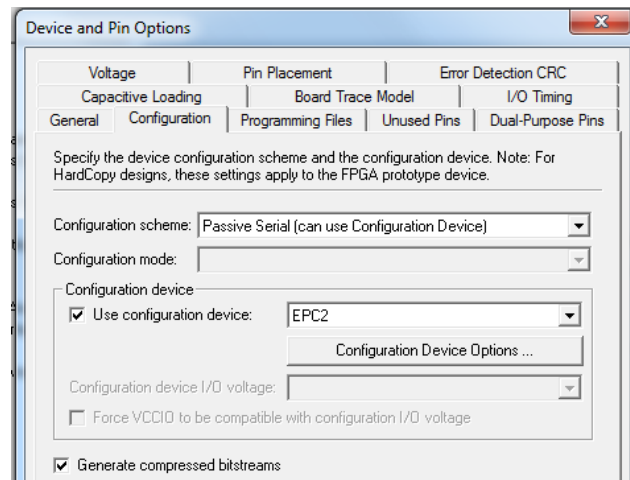 Device and Pin Options
Voltage Pin Placement Error Detection CRC
Capacitive Loading Board Trace Model I/O Timing
General Configuration Programming Files Unused Pins Dual-Purpose Pins
Specify the device configuration scheme and the configuration device. Note: For
HardCopy designs, these settings apply to the FPGA prototype device.
Configuration scheme: Passive Serial (can use Configuration Device)
Configuration mode:
Configuration device
Use configuration device: EPC2
Configuration Device Options ...
Configuration device I/O voltage:
Force VCCIO to be compatible with configuration I/O voltage
Generate compressed bitstreams